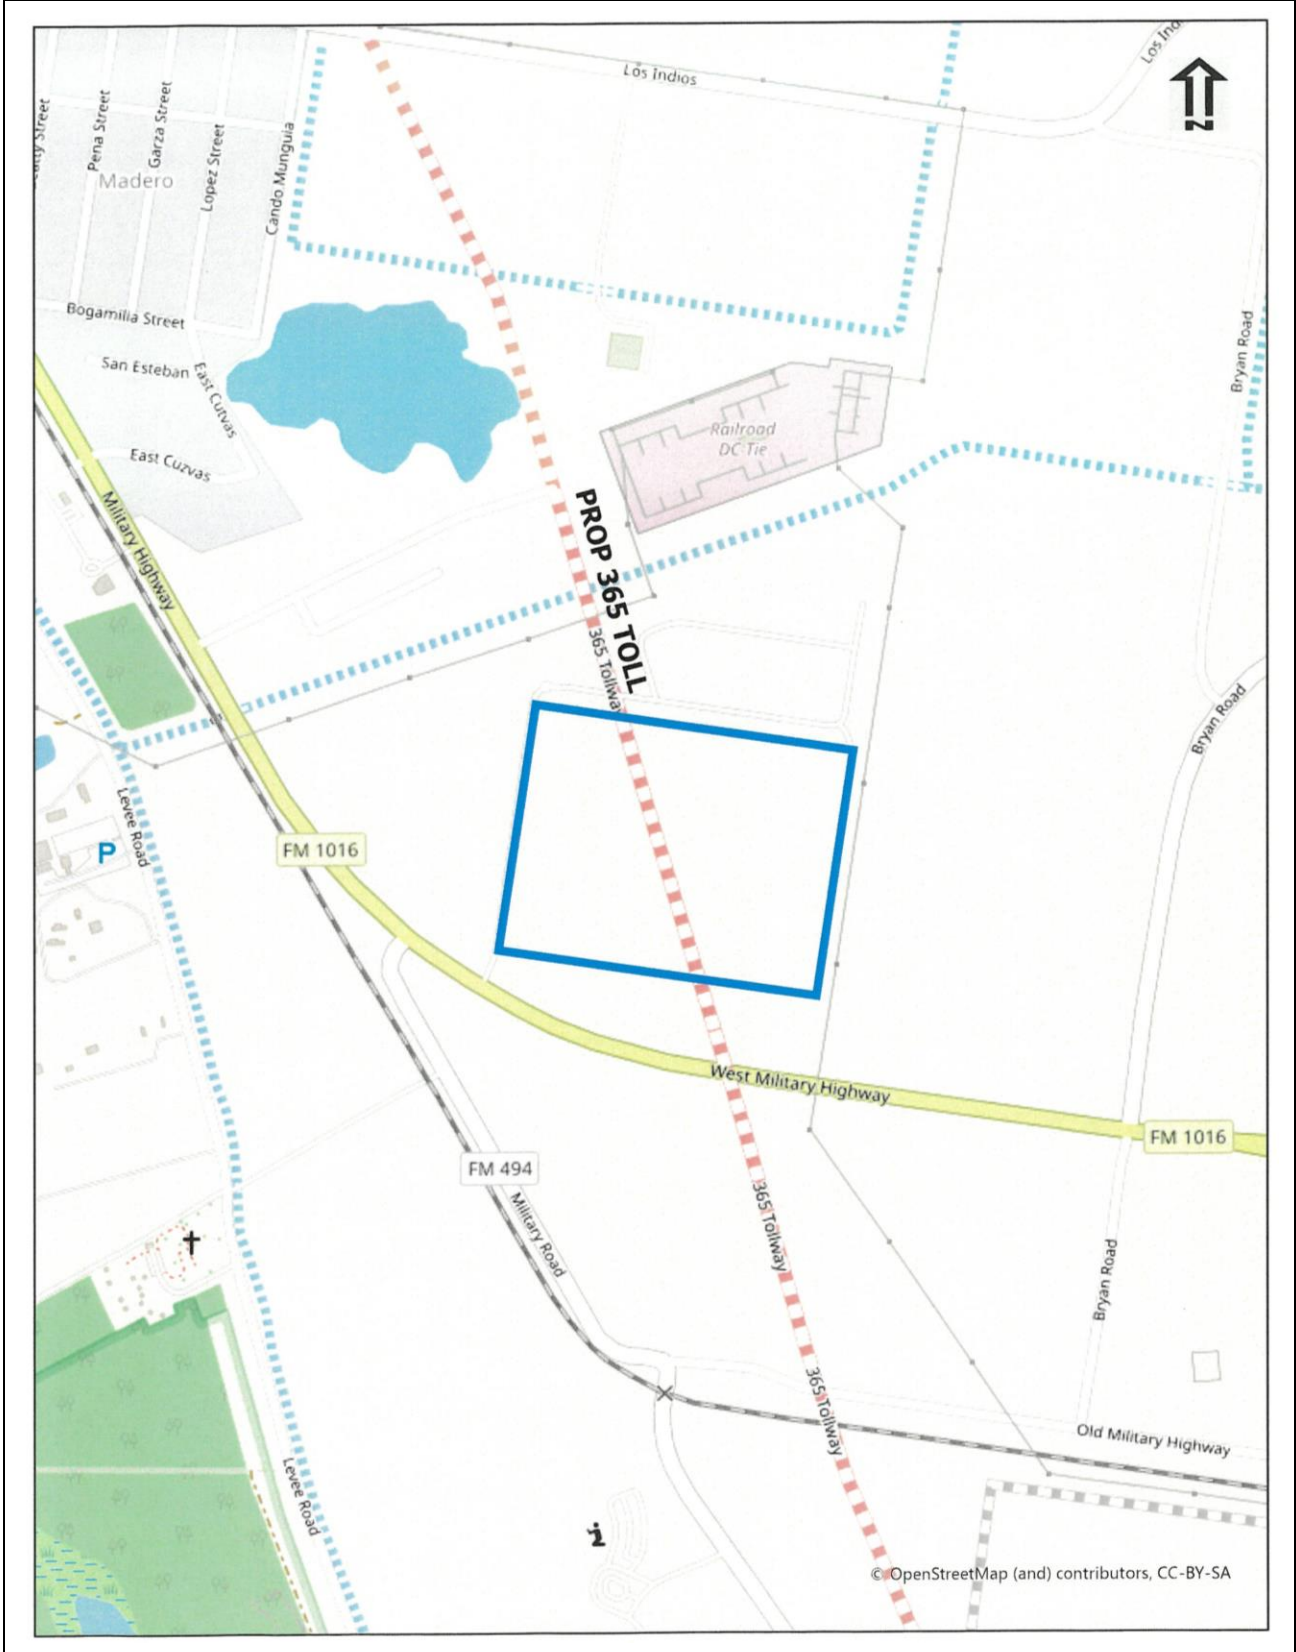 Los Indios
N
Pena Street
Garza Street
Lopez Street
Cando Munguia
Madero
Bogamilia Street
San Esteban
East Cutvas
East Cuzvas
Military Highway
Bryan Road
Railroad
DC Tie
PROP 365 TOLL
365 Tollway
Bryan Road
Levee Road
P
FM 1016
West Military Highway
FM 1016
FM 494
Military Road
365 Tollway
Bryan Road
365 Tollway
Old Military Highway
Levee Road
© OpenStreetMap (and) contributors, CC-BY-SA